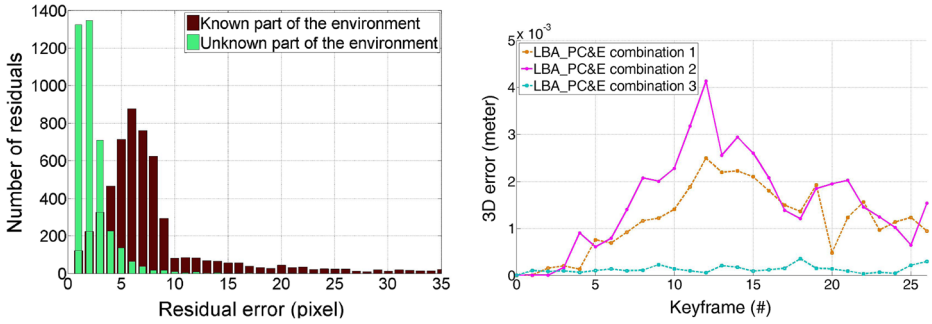 1400
1200
1000
800
600
400
200
0
Number of residuals
Known part of the environment
Unknown part of the environment
0 5 10 15 20 25 30 35
Residual error (pixel)
x 10⁻³
5
4
3
2
1
0
3D error (meter)
LBA_PC&E combination 1
LBA_PC&E combination 2
LBA_PC&E combination 3
0 5 10 15 20 25
Keyframe (#)